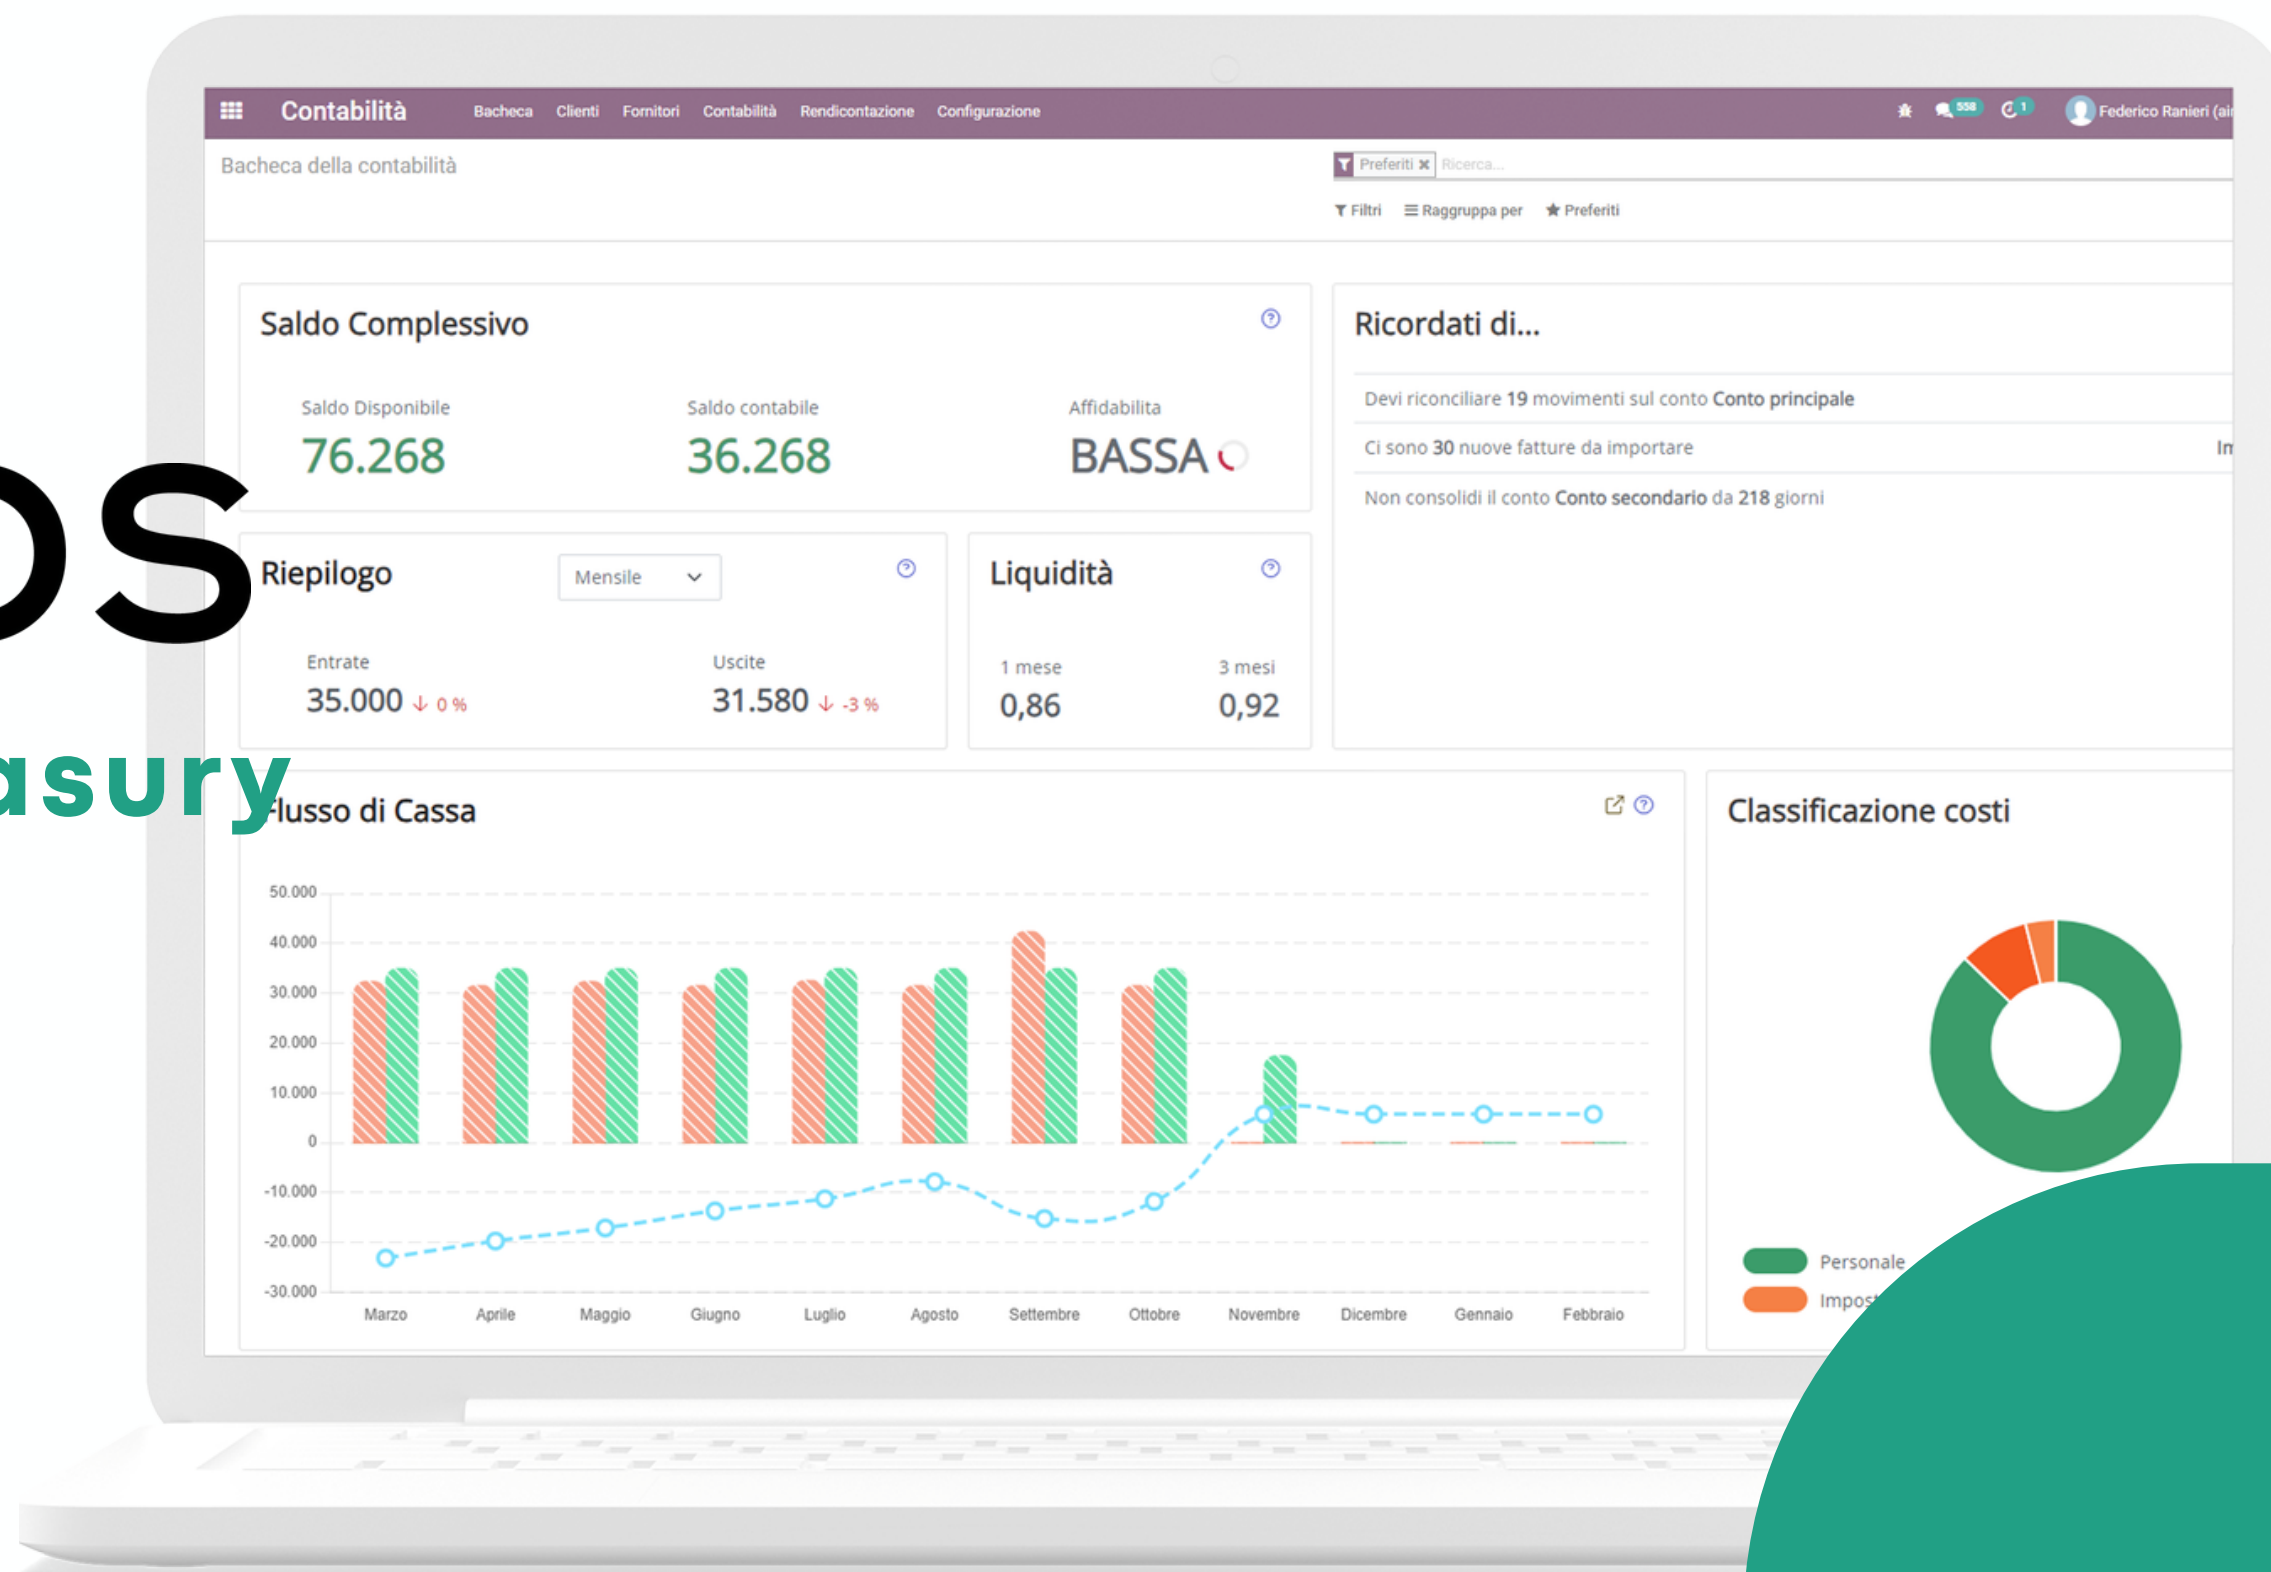 Contabilità Bacheca Clienti Fornitori Contabilità Rendicontazione Configurazione 558 1 Federico Ranieri
Bacheca della contabilità
Preferiti Ricerca...
Filtri Raggruppa per Preferiti
Saldo Complessivo
Saldo Disponibile Saldo contabile Affidabilita
76.268 36.268 BASSA
Ricordati di...
Devi riconciliare 19 movimenti sul conto Conto principale
Ci sono 30 nuove fatture da importare
Non consolidi il conto Conto secondario da 218 giorni
OS
asury
Riepilogo Mensile
Entrate Uscite
35.000 ↓ 0 % 31.580 ↓ -3 %
Liquidità
1 mese 3 mesi
0,86 0,92
Flusso di Cassa
50.000
40.000
30.000
20.000
10.000
0
-10.000
-20.000
-30.000
Marzo Aprile Maggio Giugno Luglio Agosto Settembre Ottobre Novembre Dicembre Gennaio Febbraio
Classificazione costi
Personale